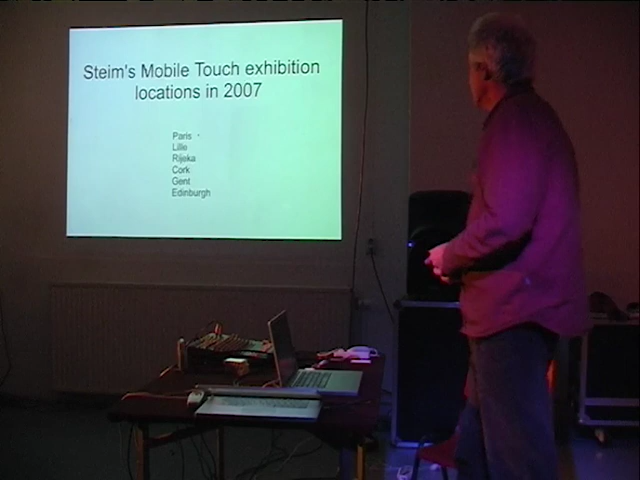 Steim's Mobile Touch exhibition
locations in 2007
Paris
Lille
Rijeka
Cork
Gent
Edinburgh